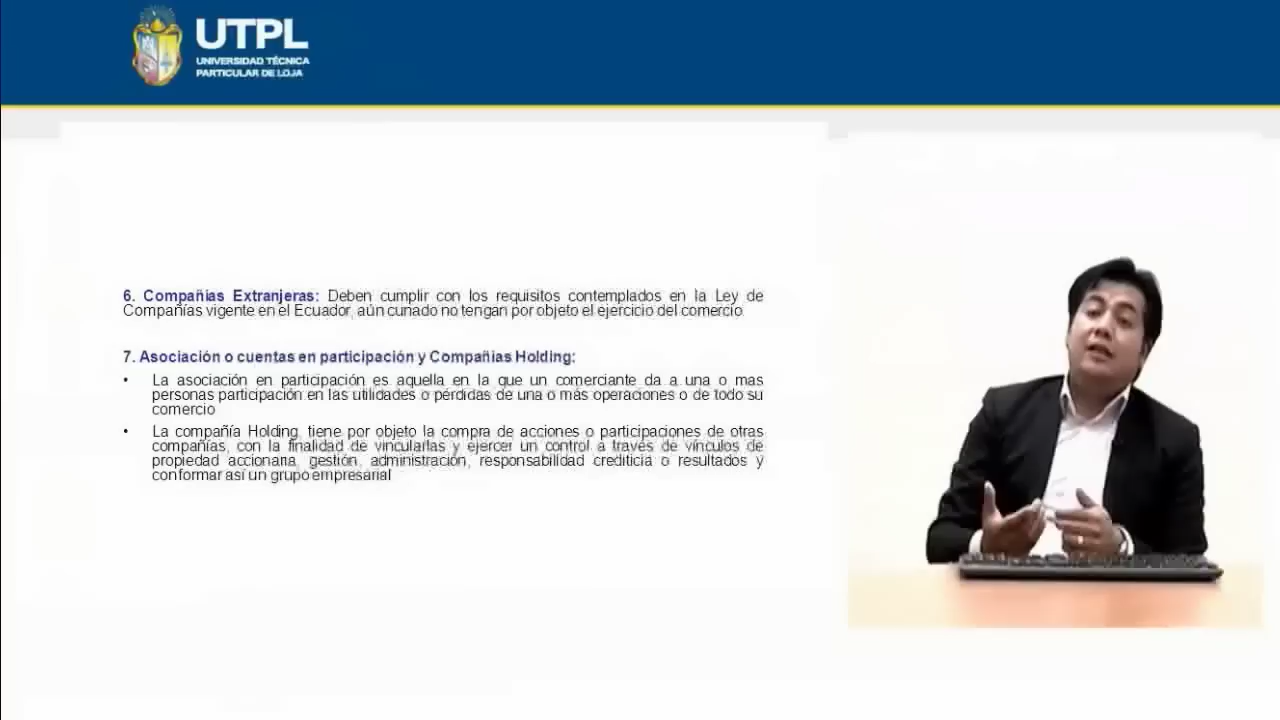 UTPL
UNIVERSIDAD TÉCNICA
PARTICULAR DE LOJA
6. Compañias Extranjeras: Deben cumplir con los requisitos contemplados en la Ley de
Compañías vigente en el Ecuador, aún cunado no tengan por objeto el ejercicio del comercio
7. Asociación o cuentas en participación y Compañias Holding:
• La asociación en participación es aquella en la que un comerciante da a una o mas
personas participación en las utilidades o pérdidas de una o más operaciones o de todo su
comercio
• La compañía Holding, tiene por objeto la compra de acciones o participaciones de otras
compañías, con la finalidad de vincularlas y ejercer un control a través de vínculos de
propiedad accionaria, gestión, administración, responsabilidad crediticia o resultados y
conformar así un grupo empresarial